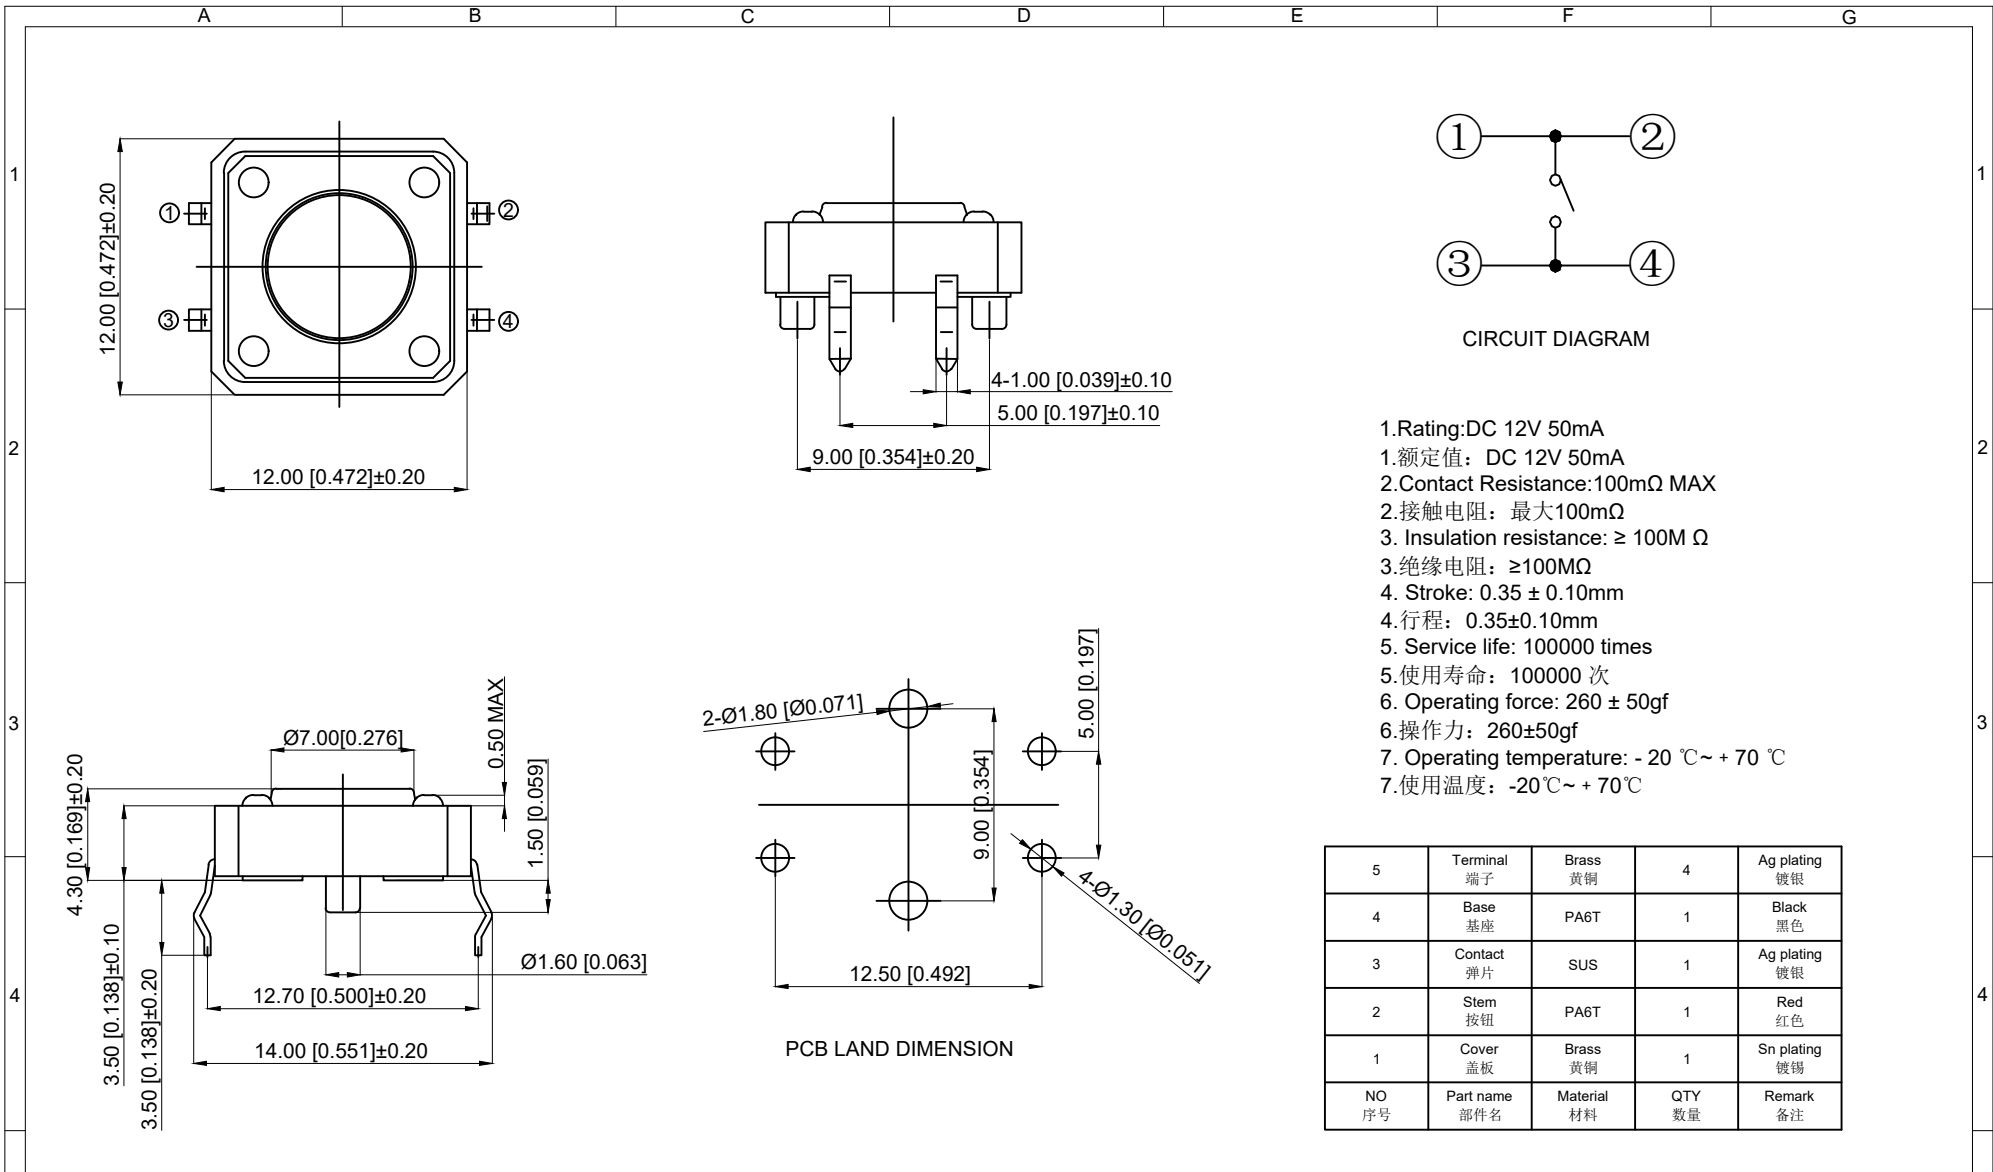 A B C D E F G
1
2
3
4
1
2
3
4
① ②
③ ④
12.00 [0.472]±0.20
12.00 [0.472]±0.20
4-1.00 [0.039]±0.10
5.00 [0.197]±0.10
9.00 [0.354]±0.20
① ②
③ ④
CIRCUIT DIAGRAM
1.Rating:DC 12V 50mA
1.额定值：DC 12V 50mA
2.Contact Resistance:100mΩ MAX
2.接触电阻：最大100mΩ
3. Insulation resistance: ≥ 100M Ω
3.绝缘电阻：≥100MΩ
4. Stroke: 0.35 ± 0.10mm
4.行程：0.35±0.10mm
5. Service life: 100000 times
5.使用寿命：100000 次
6. Operating force: 260 ± 50gf
6.操作力：260±50gf
7. Operating temperature: - 20 ℃~ + 70 ℃
7.使用温度：-20℃~ + 70℃
Ø7.00[0.276]
0.50 MAX
4.30 [0.169]±0.20
1.50 [0.059]
3.50 [0.138]±0.10
3.50 [0.138]±0.20
Ø1.60 [0.063]
12.70 [0.500]±0.20
14.00 [0.551]±0.20
2-Ø1.80 [Ø0.071]
5.00 [0.197]
9.00 [0.354]
4-Ø1.30 [Ø0.051]
12.50 [0.492]
PCB LAND DIMENSION
5 Terminal Brass 4 Ag plating
端子 黄铜 镀银
4 Base PA6T 1 Black
基座 黑色
3 Contact SUS 1 Ag plating
弹片 镀银
2 Stem PA6T 1 Red
按钮 红色
1 Cover Brass 1 Sn plating
盖板 黄铜 镀锡
NO Part name Material QTY Remark
序号 部件名 材料 数量 备注